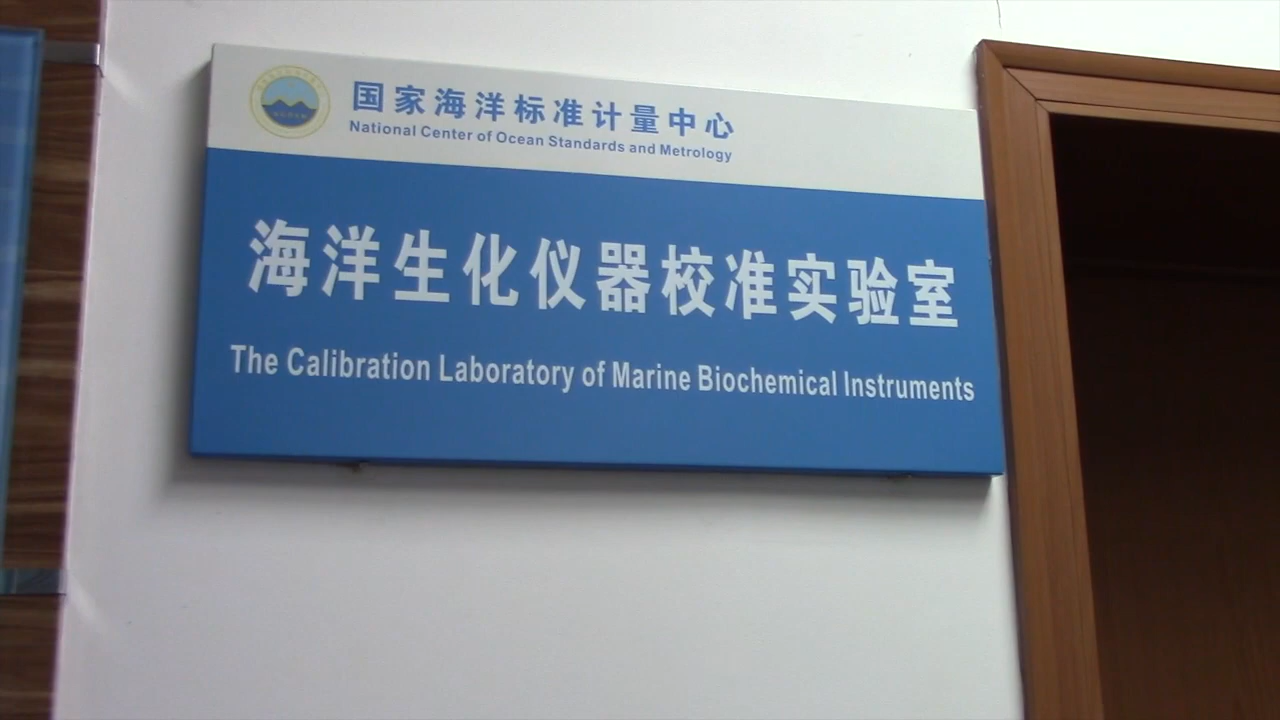 国家海洋标准计量中心
National Center of Ocean Standards and Metrology
海洋生化仪器校准实验室
The Calibration Laboratory of Marine Biochemical Instruments